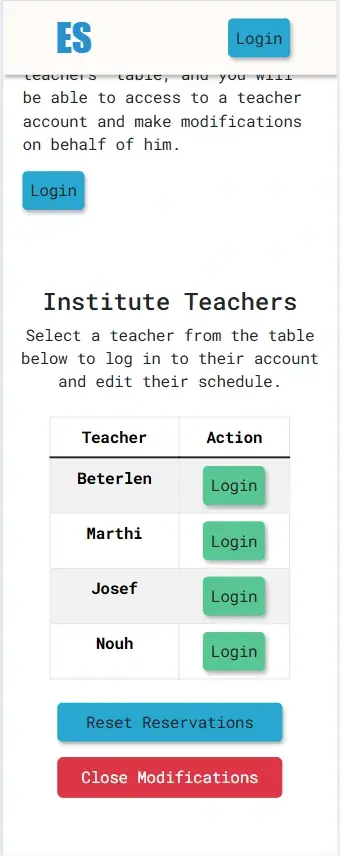 ES
Login
teachers' table, and you will
be able to access to a teacher
account and make modifications
on behalf of him.
Login
Institute Teachers
Select a teacher from the table
below to log in to their account
and edit their schedule.
Teacher Action
Beterlen Login
Marthi Login
Josef Login
Nouh Login
Reset Reservations
Close Modifications